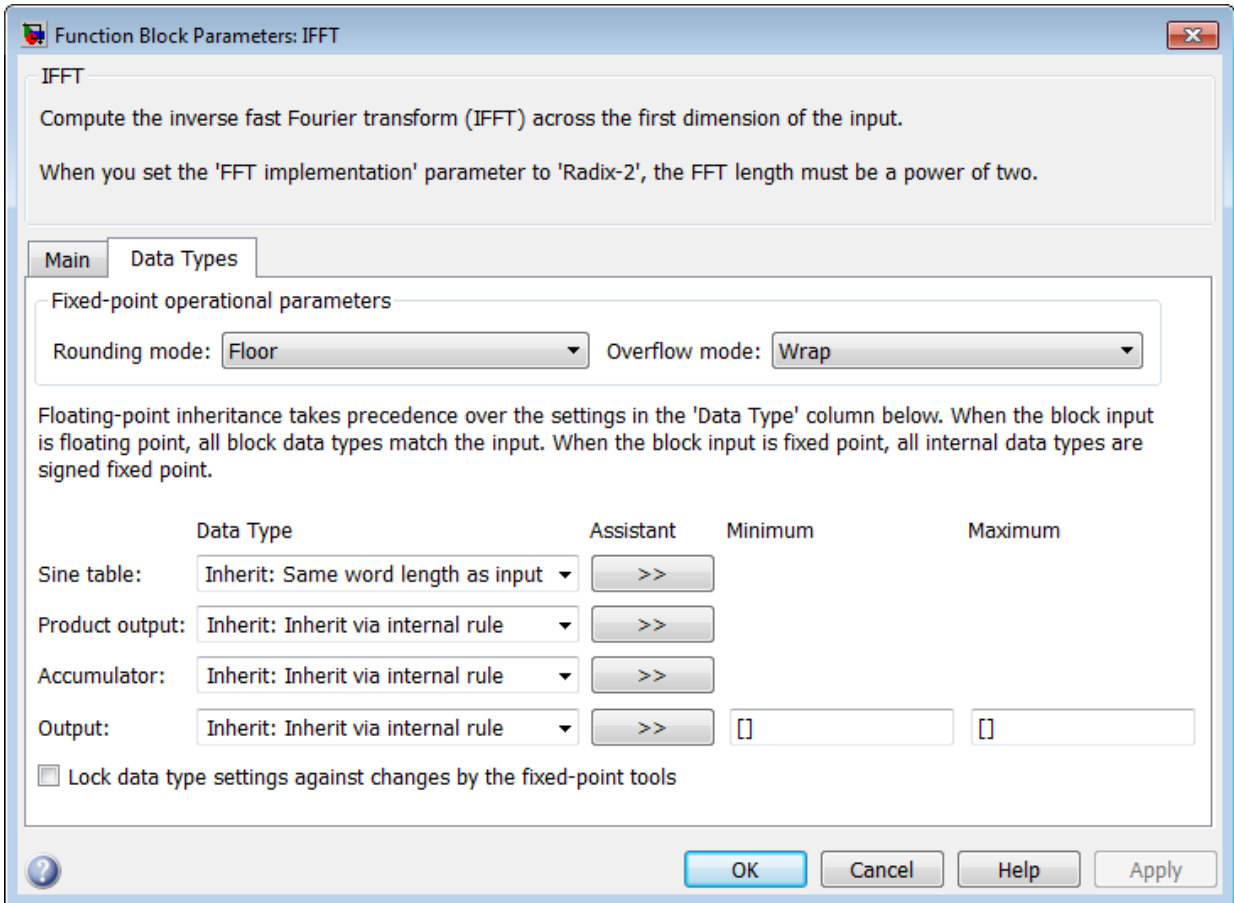 Function Block Parameters: IFFT
IFFT
Compute the inverse fast Fourier transform (IFFT) across the first dimension of the input.
When you set the 'FFT implementation' parameter to 'Radix-2', the FFT length must be a power of two.
Main Data Types
Fixed-point operational parameters
Rounding mode: Floor Overflow mode: Wrap
Floating-point inheritance takes precedence over the settings in the 'Data Type' column below. When the block input
is floating point, all block data types match the input. When the block input is fixed point, all internal data types are
signed fixed point.
Data Type Assistant Minimum Maximum
Sine table: Inherit: Same word length as input >>
Product output: Inherit: Inherit via internal rule >>
Accumulator: Inherit: Inherit via internal rule >>
Output: Inherit: Inherit via internal rule >> [] []
Lock data type settings against changes by the fixed-point tools
? OK Cancel Help Apply